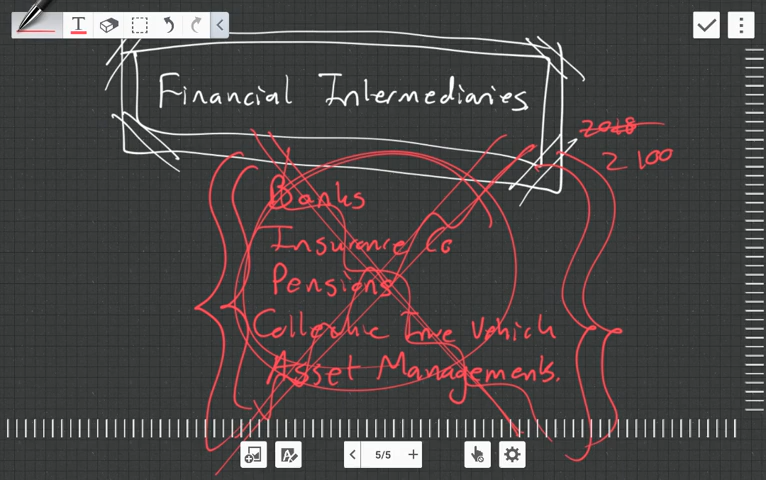 T
Financial Intermediaries
2018
2100
Banks
Insurance Co
Pensions
Collective Inve Vehicle
Asset Managements.
5/5